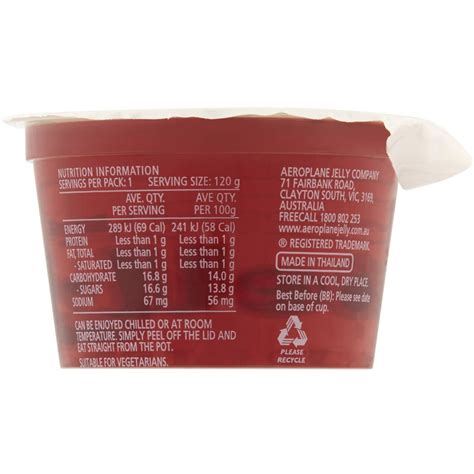 NUTRITION INFORMATION
SERVINGS PER PACK: 1 SERVING SIZE: 120 g
AVE. QTY. PER SERVING AVE. QTY. PER 100g
ENERGY 289 kJ (69 Cal) 241 kJ (58 Cal)
PROTEIN Less than 1 g Less than 1 g
FAT, TOTAL Less than 1 g Less than 1 g
- SATURATED Less than 1 g Less than 1 g
CARBOHYDRATE 16.8 g 14.0 g
- SUGARS 16.6 g 13.8 g
SODIUM 67 mg 56 mg
CAN BE ENJOYED CHILLED OR AT ROOM
TEMPERATURE. SIMPLY PEEL OFF THE LID AND
EAT STRAIGHT FROM THE POT.
SUITABLE FOR VEGETARIANS.
AEROPLANE JELLY COMPANY
71 FAIRBANK ROAD,
CLAYTON SOUTH, VIC, 3169,
AUSTRALIA
FREECALL 1800 802 253
www.aeroplanejelly.com.au
® REGISTERED TRADEMARK.
MADE IN THAILAND
STORE IN A COOL, DRY PLACE.
Best Before (BB): Please see date
on base of cup.
PLEASE
RECYCLE